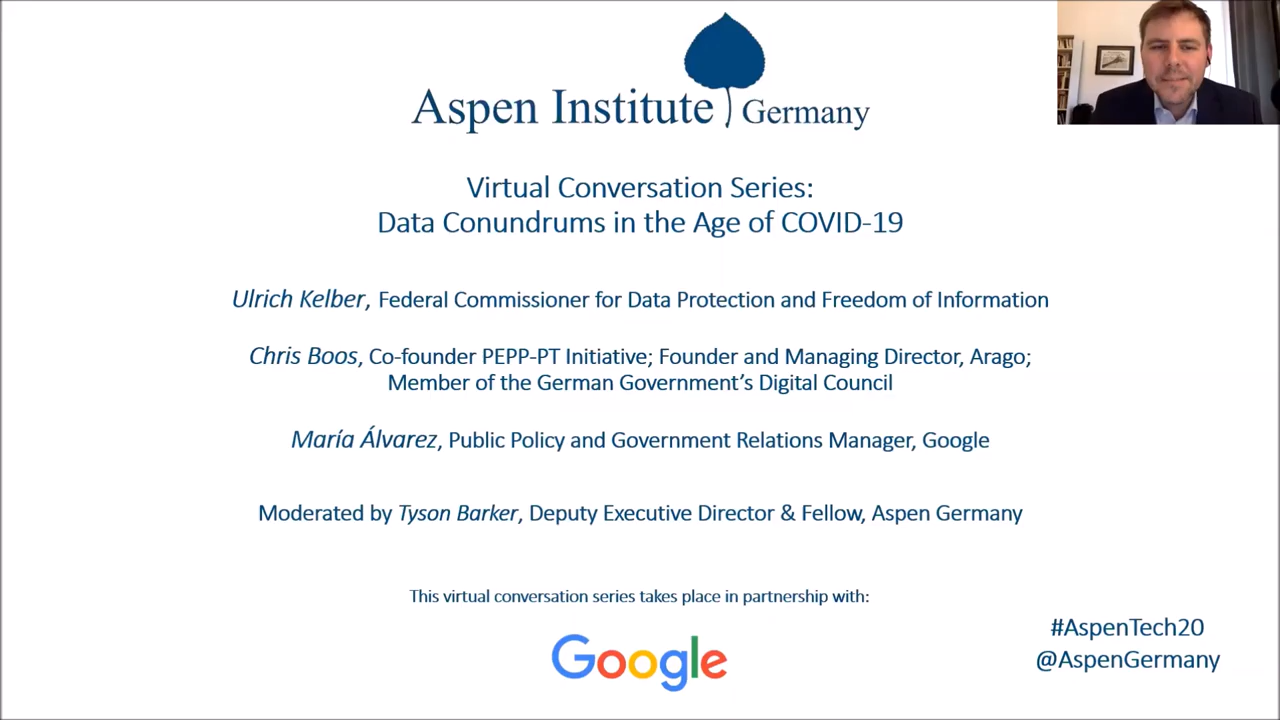 Aspen Institute Germany
Virtual Conversation Series:
Data Conundrums in the Age of COVID-19
Ulrich Kelber, Federal Commissioner for Data Protection and Freedom of Information
Chris Boos, Co-founder PEPP-PT Initiative; Founder and Managing Director, Arago;
Member of the German Government's Digital Council
María Álvarez, Public Policy and Government Relations Manager, Google
Moderated by Tyson Barker, Deputy Executive Director & Fellow, Aspen Germany
This virtual conversation series takes place in partnership with:
Google
#AspenTech20
@AspenGermany